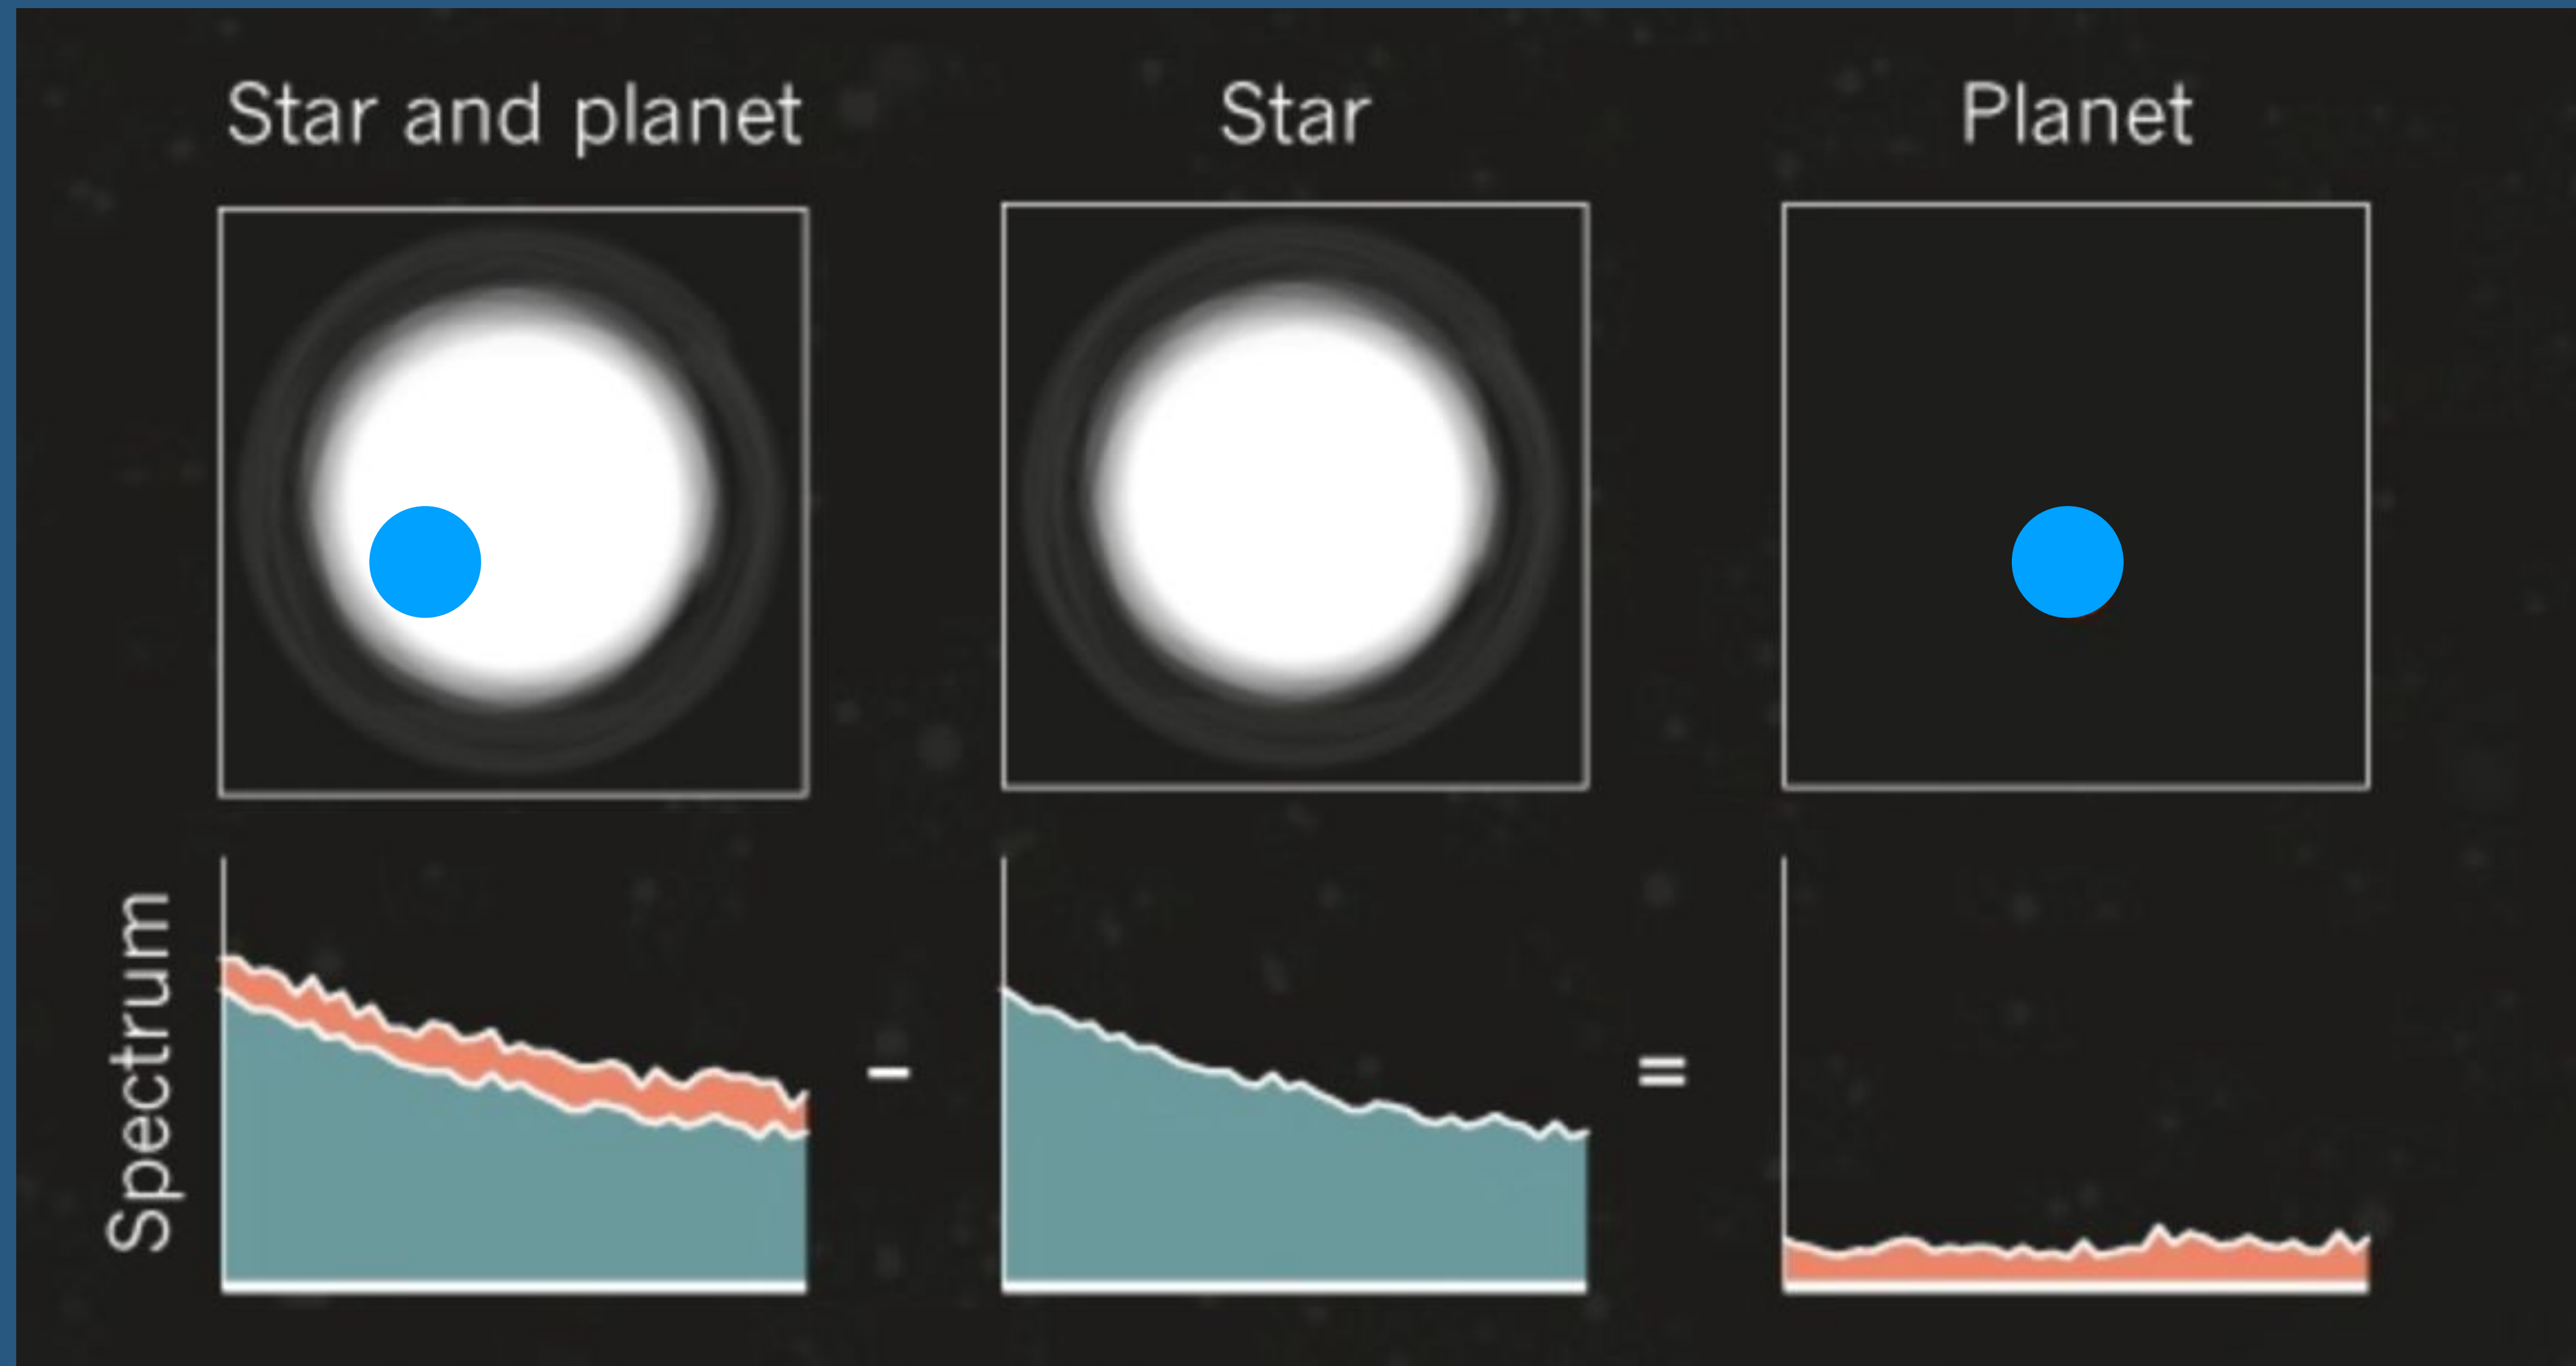 Star and planet
Star
Planet
Spectrum
–
=